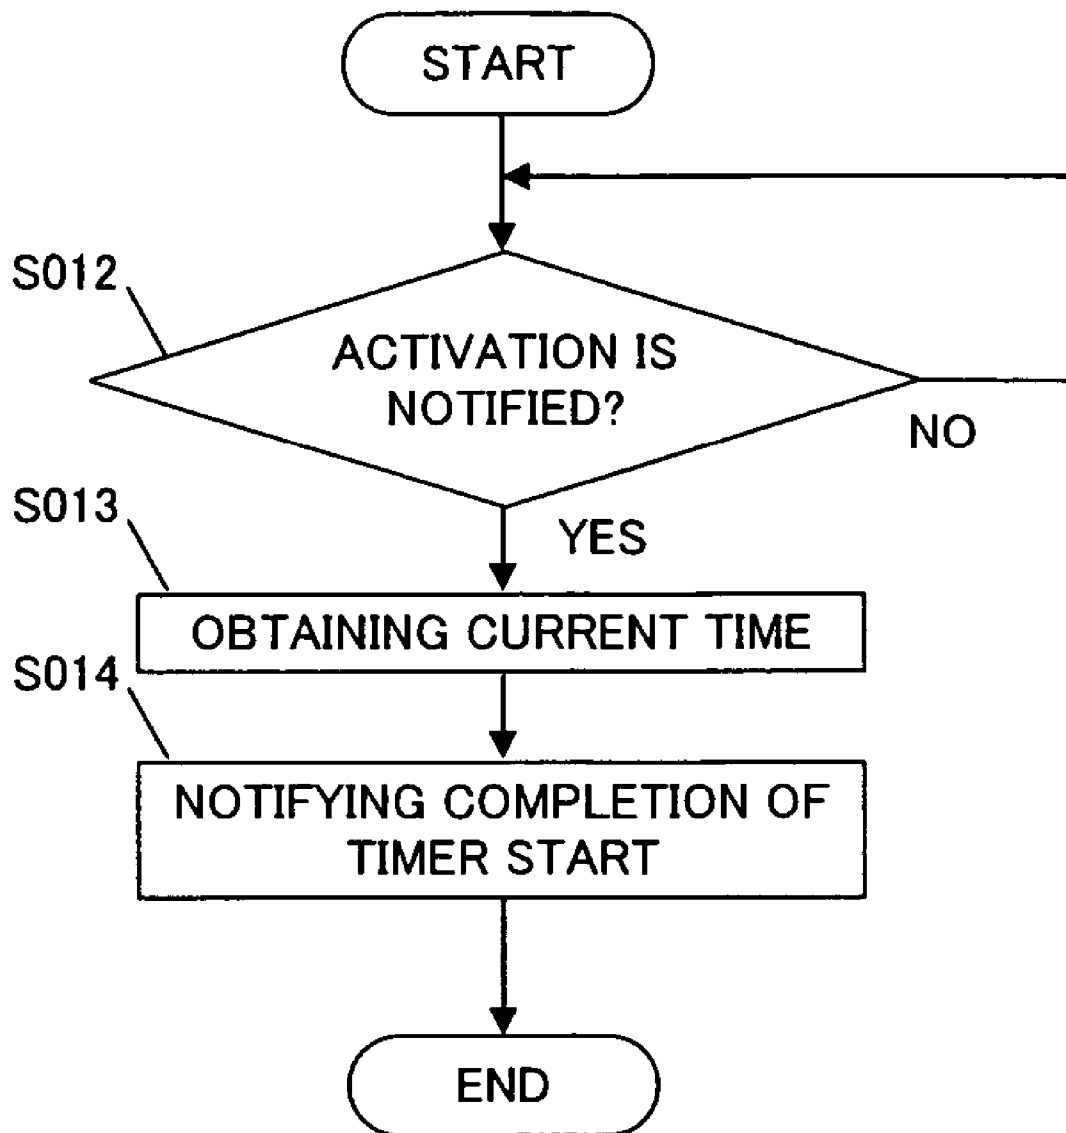 START
S012
ACTIVATION IS
NOTIFIED?
NO
YES
S013
OBTAINING CURRENT TIME
S014
NOTIFYING COMPLETION OF
TIMER START
END